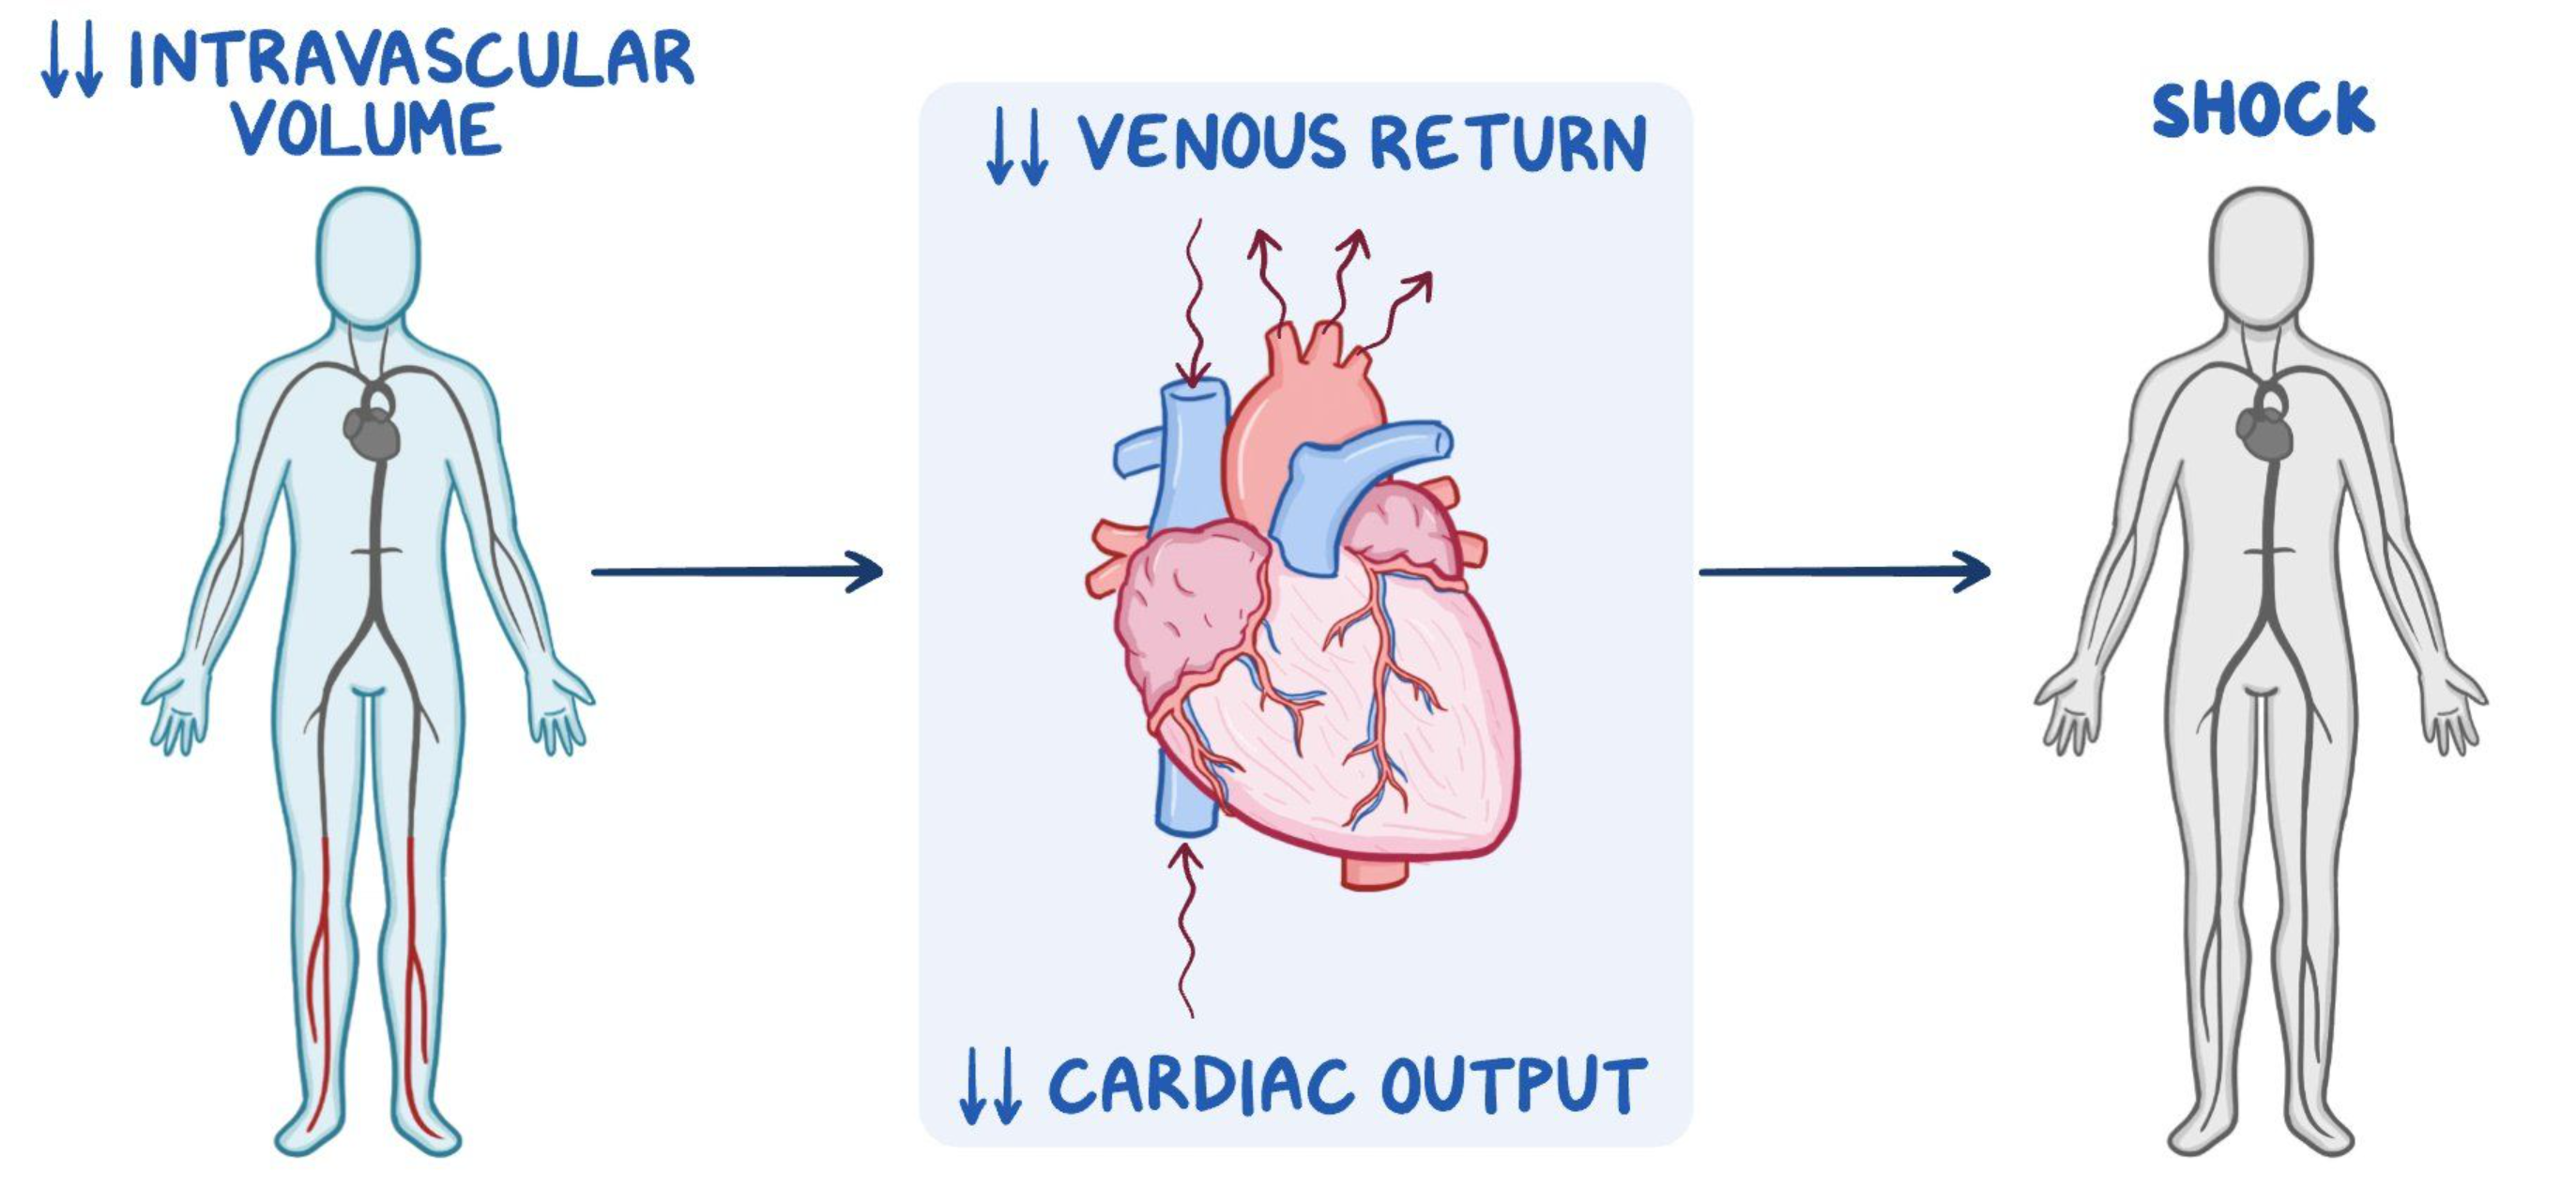 ↓↓ INTRAVASCULAR
VOLUME
↓↓ VENOUS RETURN
↓↓ CARDIAC OUTPUT
SHOCK